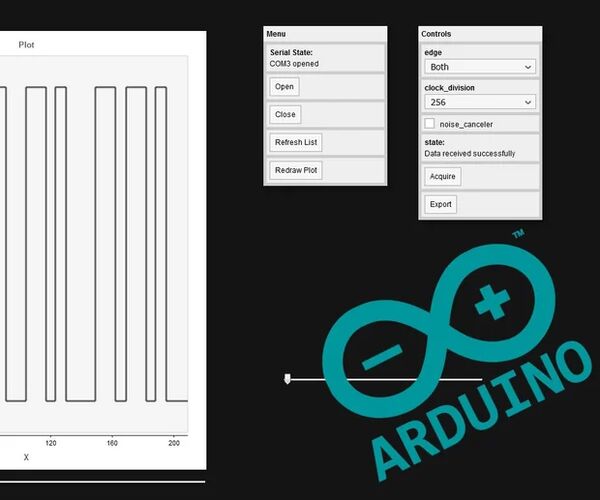 Plot
120
160
200
X
Menu
Serial State:
COM3 opened
Open
Close
Refresh List
Redraw Plot
Controls
edge
Both
clock_division
256
noise_canceler
state:
Data received successfully
Acquire
Export
TM
ARDUINO